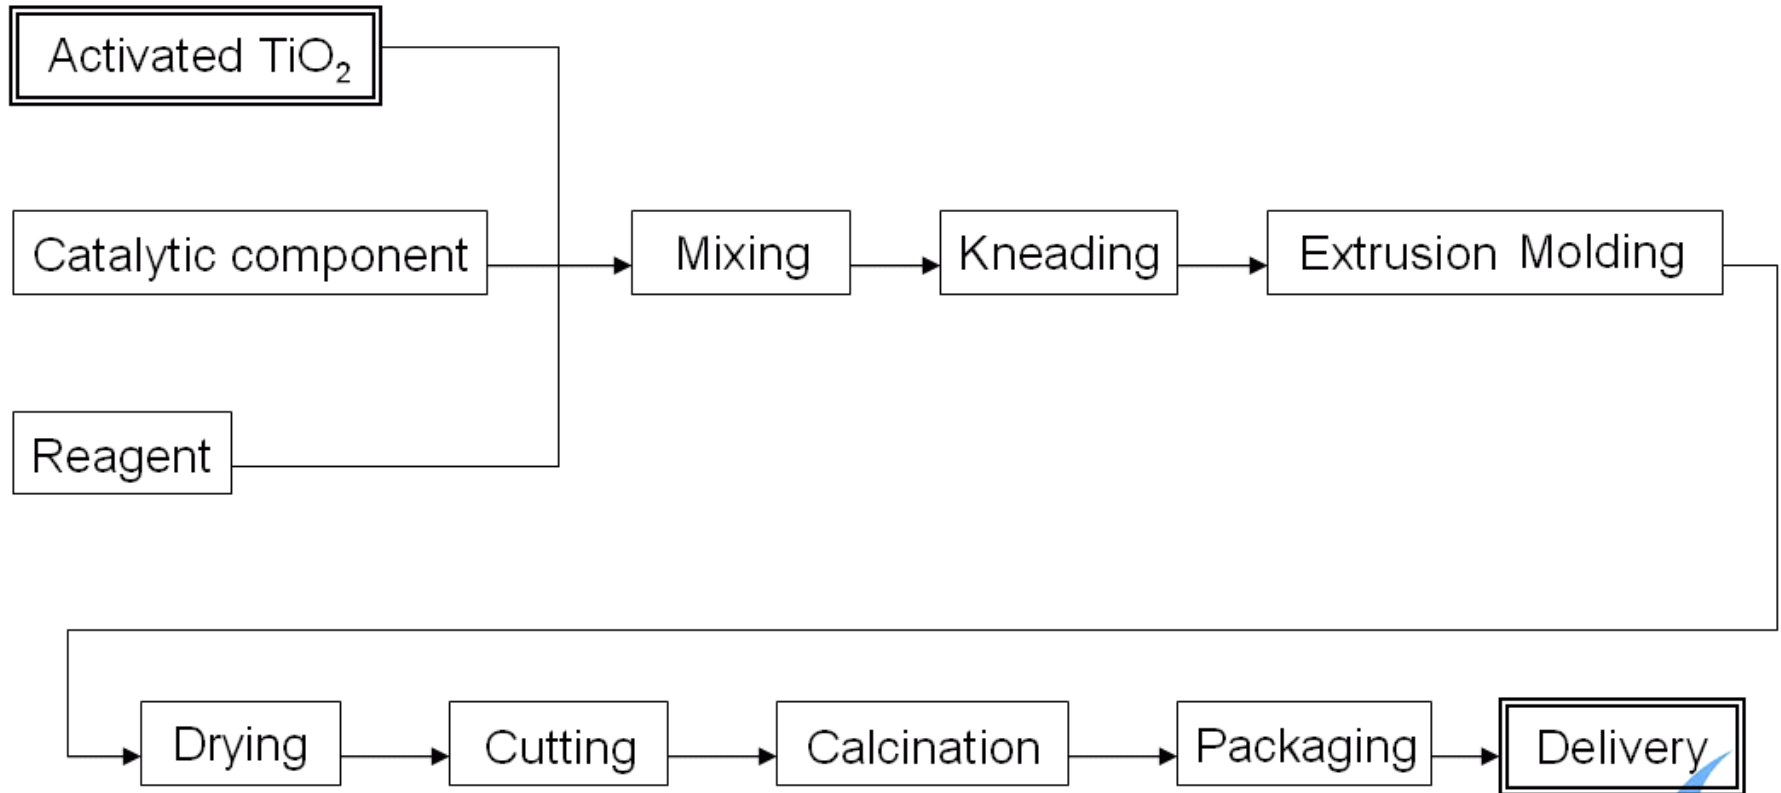 Activated TiO₂
Catalytic component
Mixing
Kneading
Extrusion Molding
Reagent
Drying
Cutting
Calcination
Packaging
Delivery